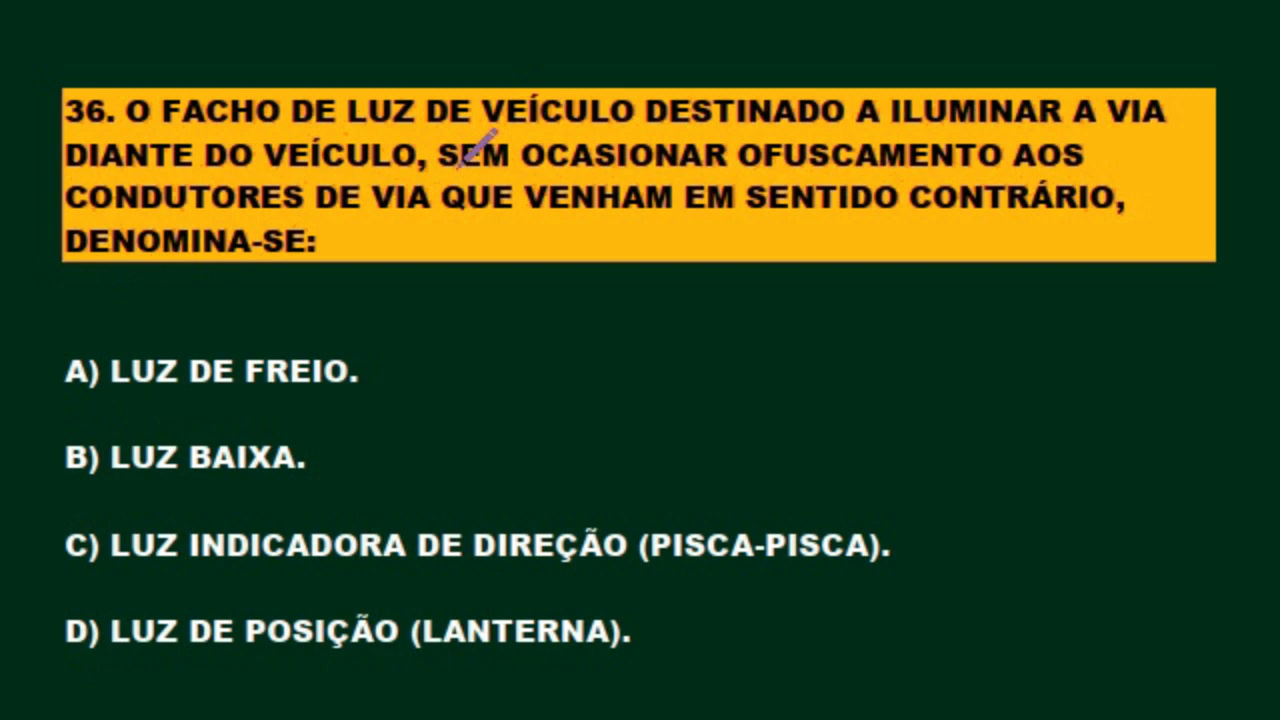 36. O FACHO DE LUZ DE VEÍCULO DESTINADO A ILUMINAR A VIA
DIANTE DO VEÍCULO, SEM OCASIONAR OFUSCAMENTO AOS
CONDUTORES DE VIA QUE VENHAM EM SENTIDO CONTRÁRIO,
DENOMINA-SE:
A) LUZ DE FREIO.
B) LUZ BAIXA.
C) LUZ INDICADORA DE DIREÇÃO (PISCA-PISCA).
D) LUZ DE POSIÇÃO (LANTERNA).